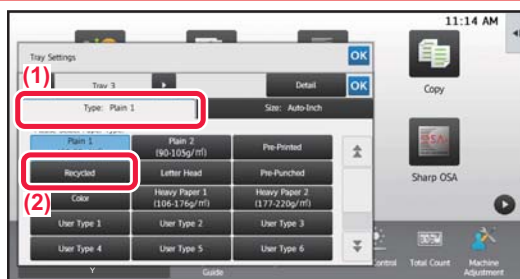 11:14 AM
Tray Settings
OK
(1)
Tray 3
Detail
OK
Type: Plain 1
Size: Auto-Inch
Plain 1
Plain 2
(90-105g/㎡)
Pre-Printed
Recycled
Letter Head
Pre-Punched
(2)
Color
Heavy Paper 1
(106-176g/㎡)
Heavy Paper 2
(177-220g/㎡)
User Type 1
User Type 2
User Type 3
User Type 4
User Type 5
User Type 6
Copy
Sharp OSA
Total Count
Machine
Adjustment
Guide